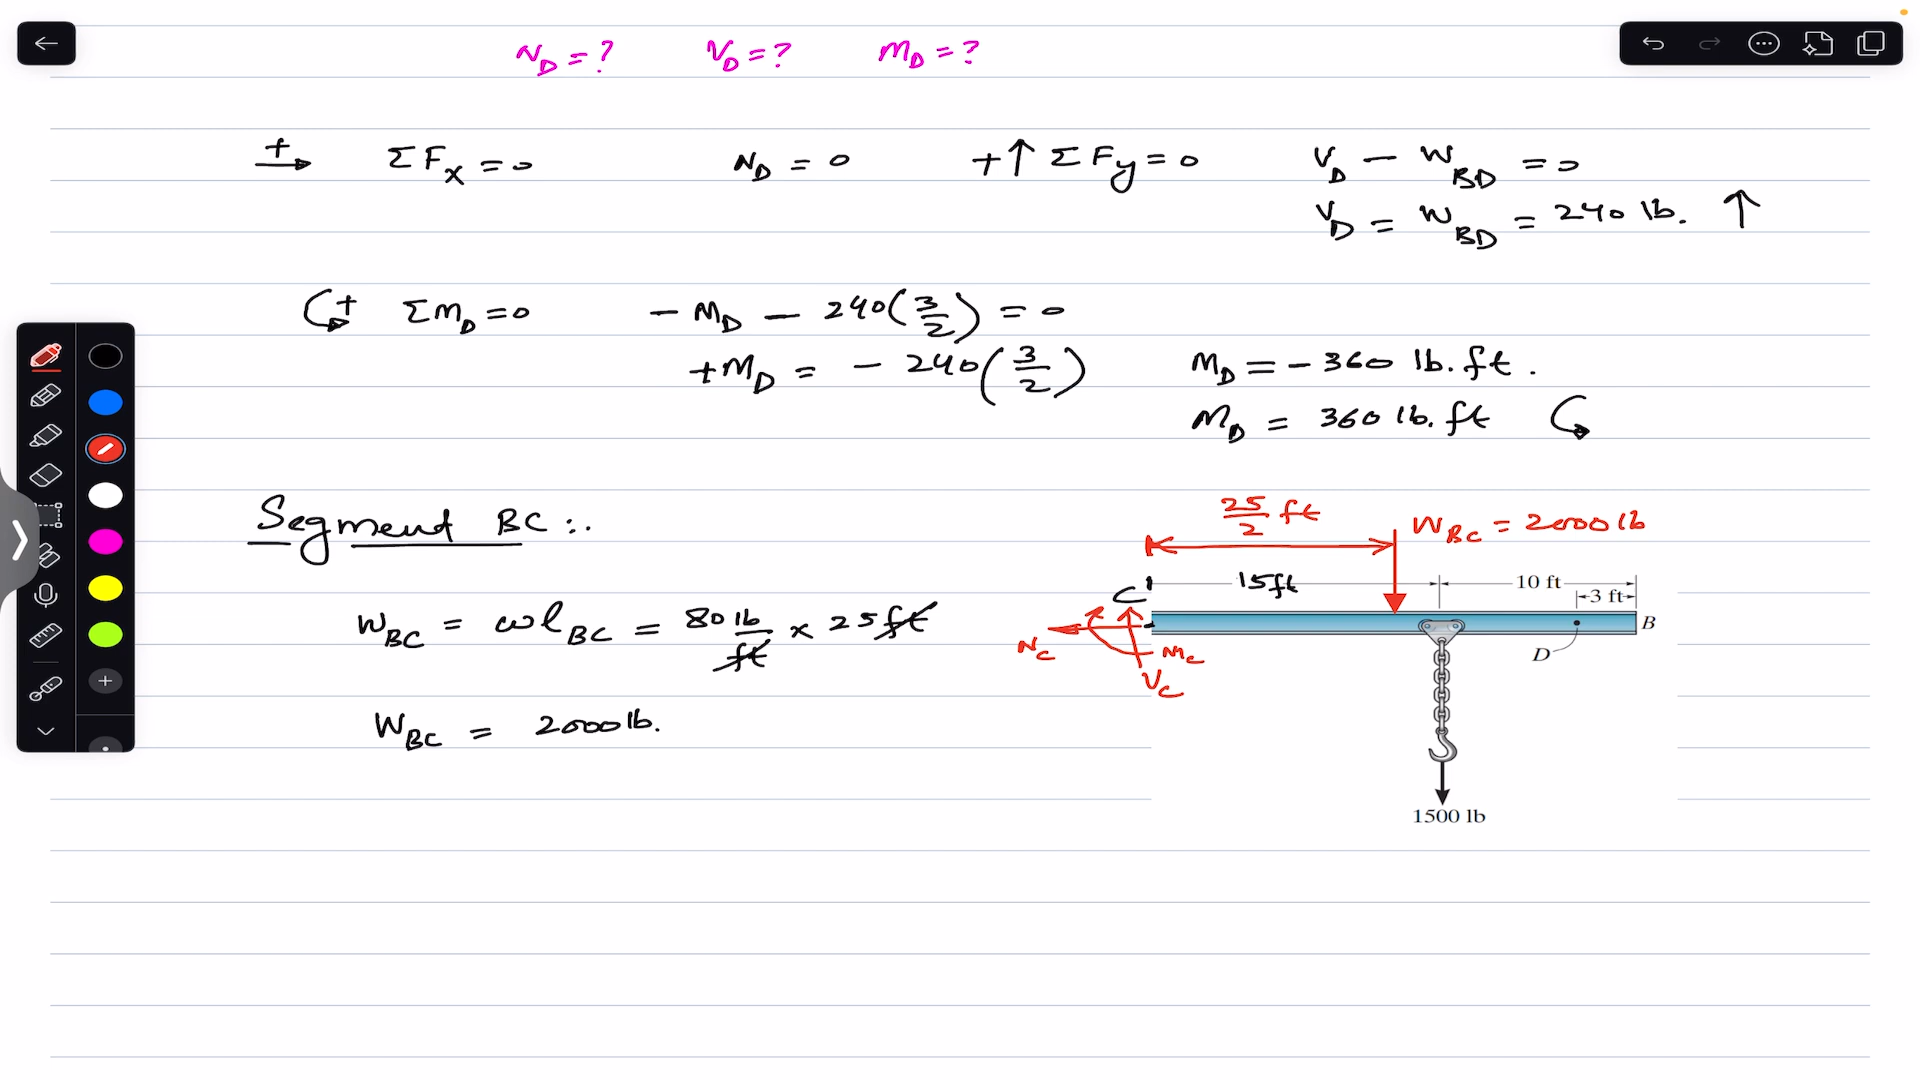 N_D = ? V_D = ? M_D = ?
+→ ΣF_x = 0 N_D = 0 +↑ ΣF_y = 0 V_D - W_BD = 0
V_D = W_BD = 240 lb. ↑
+ ΣM_D = 0 - M_D - 240(3/2) = 0
+M_D = - 240(3/2) M_D = - 360 lb.ft.
M_D = 360 lb.ft
Segment BC:.
25/2 ft W_BC = 2000 lb
15ft 10 ft
3 ft
C
B
W_BC = ωl_BC = 80 lb/ft × 25 ft
N_C M_C D
V_C
W_BC = 2000 lb.
1500 lb